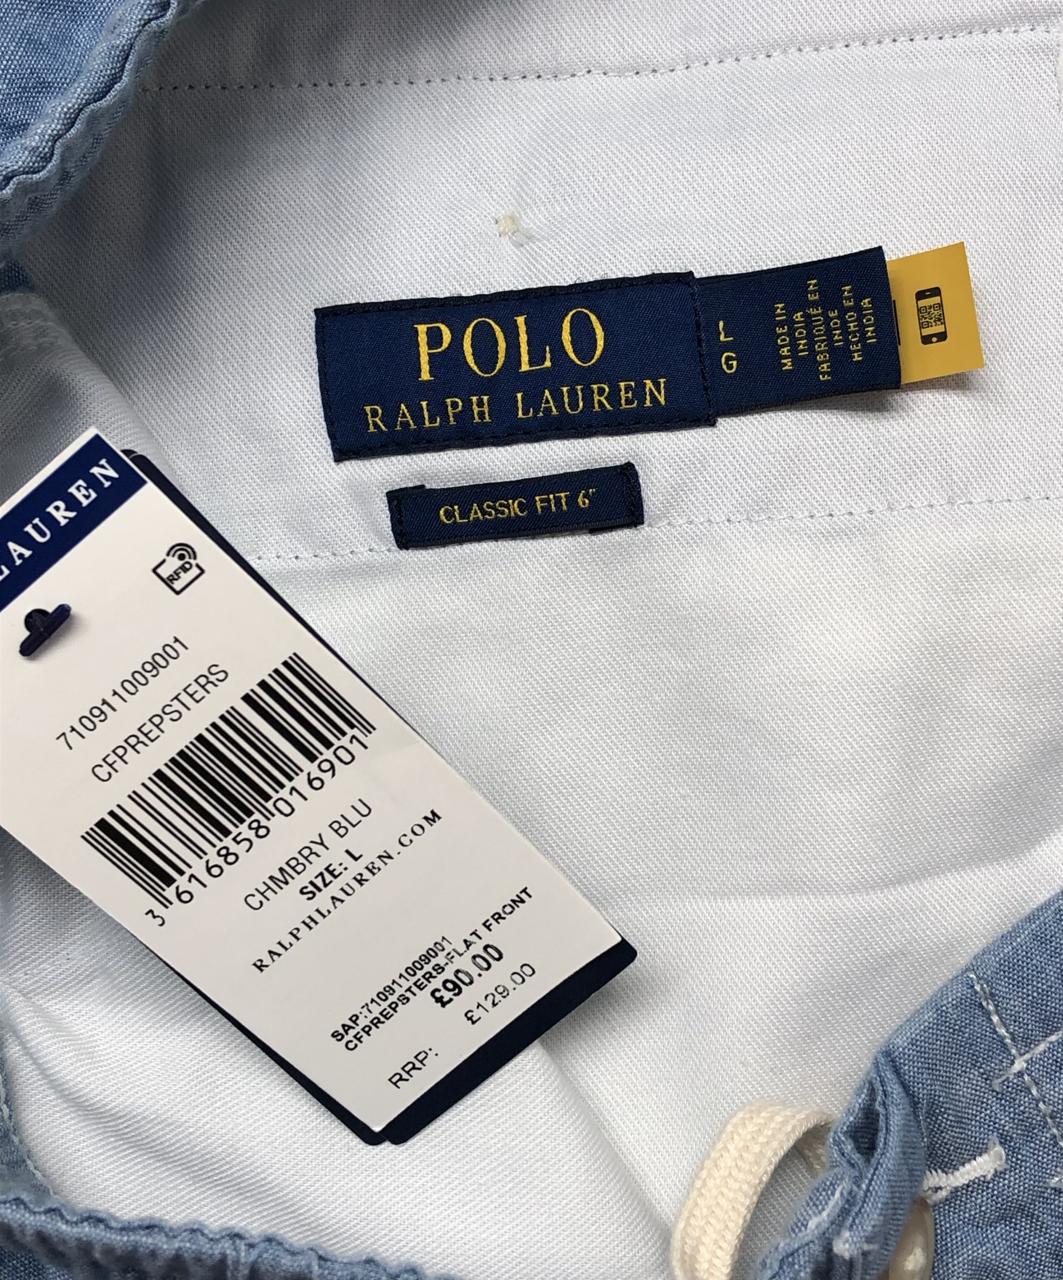 POLO
RALPH LAUREN
L
G
MADE IN
INDIA
FABRIQUÉ EN
INDE
HECHO EN
INDIA
CLASSIC FIT 6"
LAUREN
RFID
710911009001
CFPREPSTERS
3 616858 016901
CHMBRY BLU
SIZE: L
RALPHLAUREN.COM
SAP:710911009001
CFPREPSTERS-FLAT FRONT
£90.00
RRP: £129.00